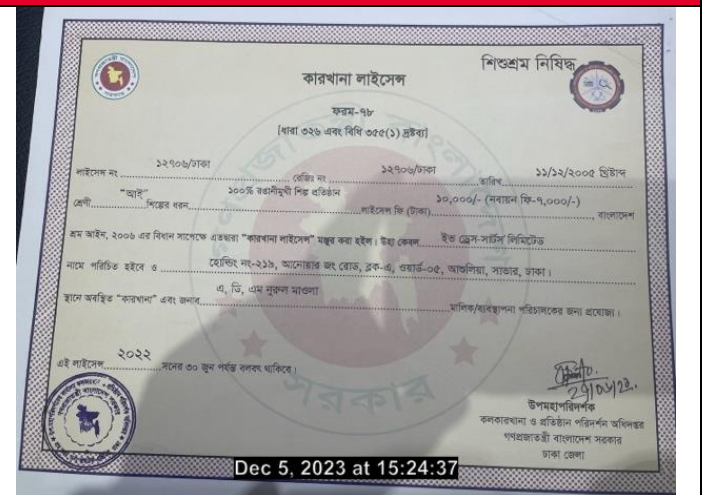 শিশুশ্রম নিষিদ্ধ
কারখানা লাইসেন্স
ফরম-৭৮
[ধারা ৩২৬ এবং বিধি ৩৫৫(১) দ্রষ্টব্য]
লাইসেন্স নং ১২৭০৬/ঢাকা রেজিঃ নং ১২৭০৬/ঢাকা তারিখ ১১/১২/২০০৫ খ্রিষ্টাব্দ
শ্রেণী "আই" শিল্পের ধরন ১০০% রপ্তানীমুখী শিল্প প্রতিষ্ঠান লাইসেন্স ফি (টাকা) ১০,০০০/- (নবায়ন ফি-৭,০০০/-) বাংলাদেশ
শ্রম আইন, ২০০৬ এর বিধান সাপেক্ষে এতদ্বারা "কারখানা লাইসেন্স" মঞ্জুর করা হইল। উহা কেবল ইভ ড্রেস-সার্টস লিমিটেড
নামে পরিচিত হইবে ও হোল্ডিং নং-২১৯, আনোয়ার জং রোড, ব্লক-এ, ওয়ার্ড-০৫, আশুলিয়া, সাভার, ঢাকা।
স্থানে অবস্থিত "কারখানা" এবং জনাব এ, ডি, এম নুরুল মাওলা মালিক/ব্যবস্থাপনা পরিচালকের জন্য প্রযোজ্য।
এই লাইসেন্স ২০২২ সনের ৩০ জুন পর্যন্ত বলবৎ থাকিবে।
উপমহাপরিদর্শক
কলকারখানা ও প্রতিষ্ঠান পরিদর্শন অধিদপ্তর
গণপ্রজাতন্ত্রী বাংলাদেশ সরকার
ঢাকা জেলা
Dec 5, 2023 at 15:24:37